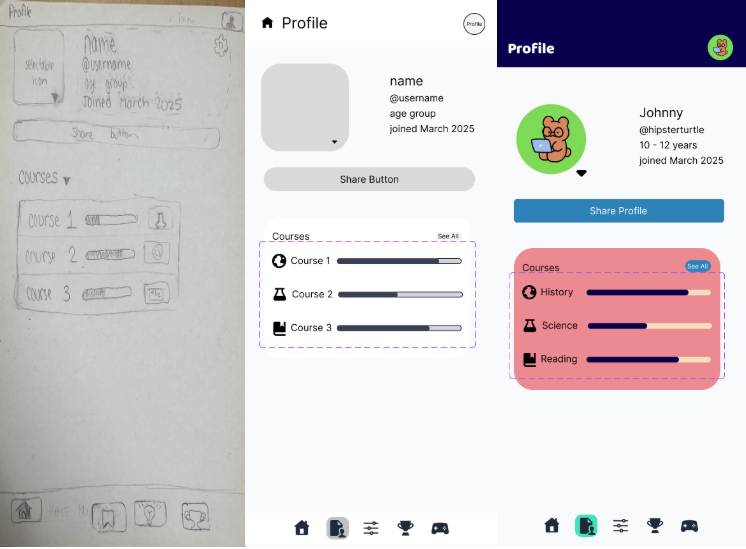 Profile
name
@username
age group
Joined March 2025
Share button
courses
course 1
course 2
course 3
Profile
Profile
name
@username
age group
joined March 2025
Share Button
Courses
See All
Course 1
Course 2
Course 3
Profile
Johnny
@hipsterturtle
10 - 12 years
joined March 2025
Share Profile
Courses
See All
History
Science
Reading